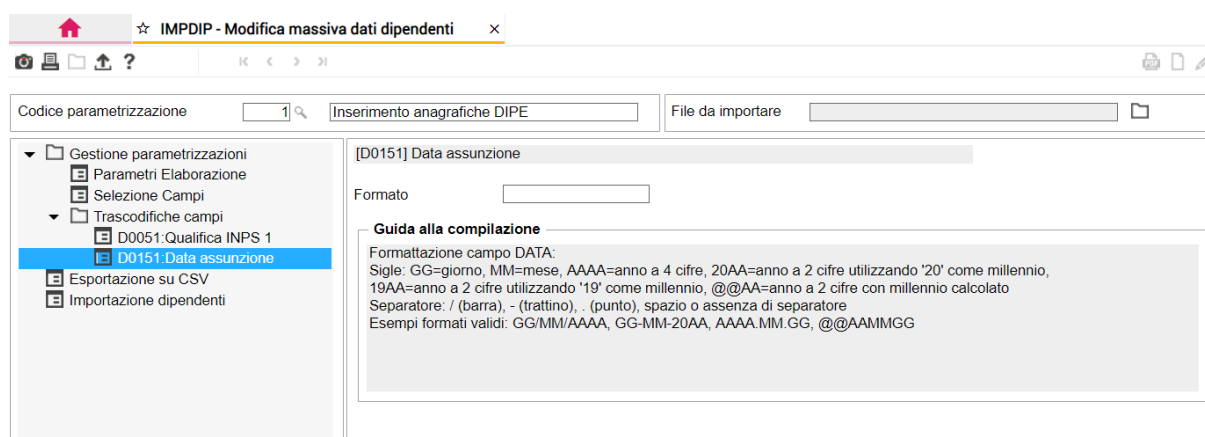 ☆ IMPDIP - Modifica massiva dati dipendenti ×
?
PDF
Codice parametrizzazione 1 Inserimento anagrafiche DIPE File da importare
Gestione parametrizzazioni
Parametri Elaborazione
Selezione Campi
Trascodifiche campi
D0051:Qualifica INPS 1
D0151:Data assunzione
Esportazione su CSV
Importazione dipendenti
[D0151] Data assunzione
Formato
Guida alla compilazione
Formattazione campo DATA:
Sigle: GG=giorno, MM=mese, AAAA=anno a 4 cifre, 20AA=anno a 2 cifre utilizzando '20' come millennio,
19AA=anno a 2 cifre utilizzando '19' come millennio, @@AA=anno a 2 cifre con millennio calcolato
Separatore: / (barra), - (trattino), . (punto), spazio o assenza di separatore
Esempi formati validi: GG/MM/AAAA, GG-MM-20AA, AAAA.MM.GG, @@AAMMGG